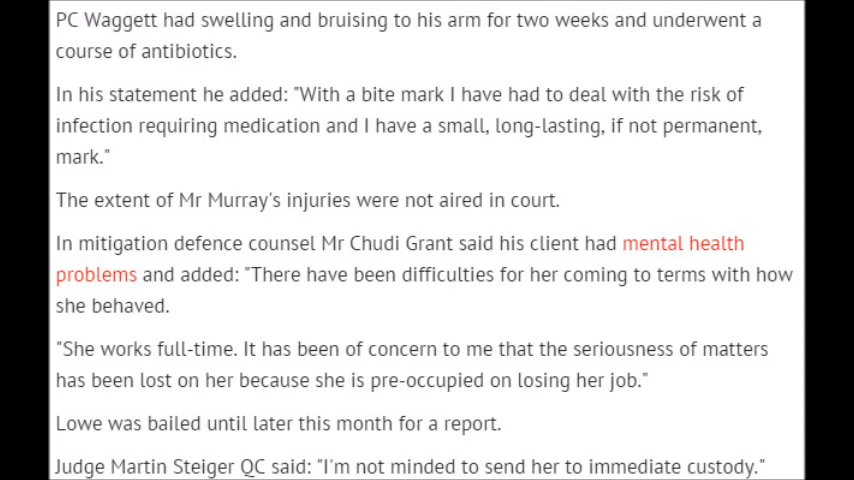 PC Waggett had swelling and bruising to his arm for two weeks and underwent a
course of antibiotics.
In his statement he added: "With a bite mark I have had to deal with the risk of
infection requiring medication and I have a small, long-lasting, if not permanent,
mark."
The extent of Mr Murray's injuries were not aired in court.
In mitigation defence counsel Mr Chudi Grant said his client had mental health
problems and added: "There have been difficulties for her coming to terms with how
she behaved.
"She works full-time. It has been of concern to me that the seriousness of matters
has been lost on her because she is pre-occupied on losing her job."
Lowe was bailed until later this month for a report.
Judge Martin Steiger QC said: "I'm not minded to send her to immediate custody."